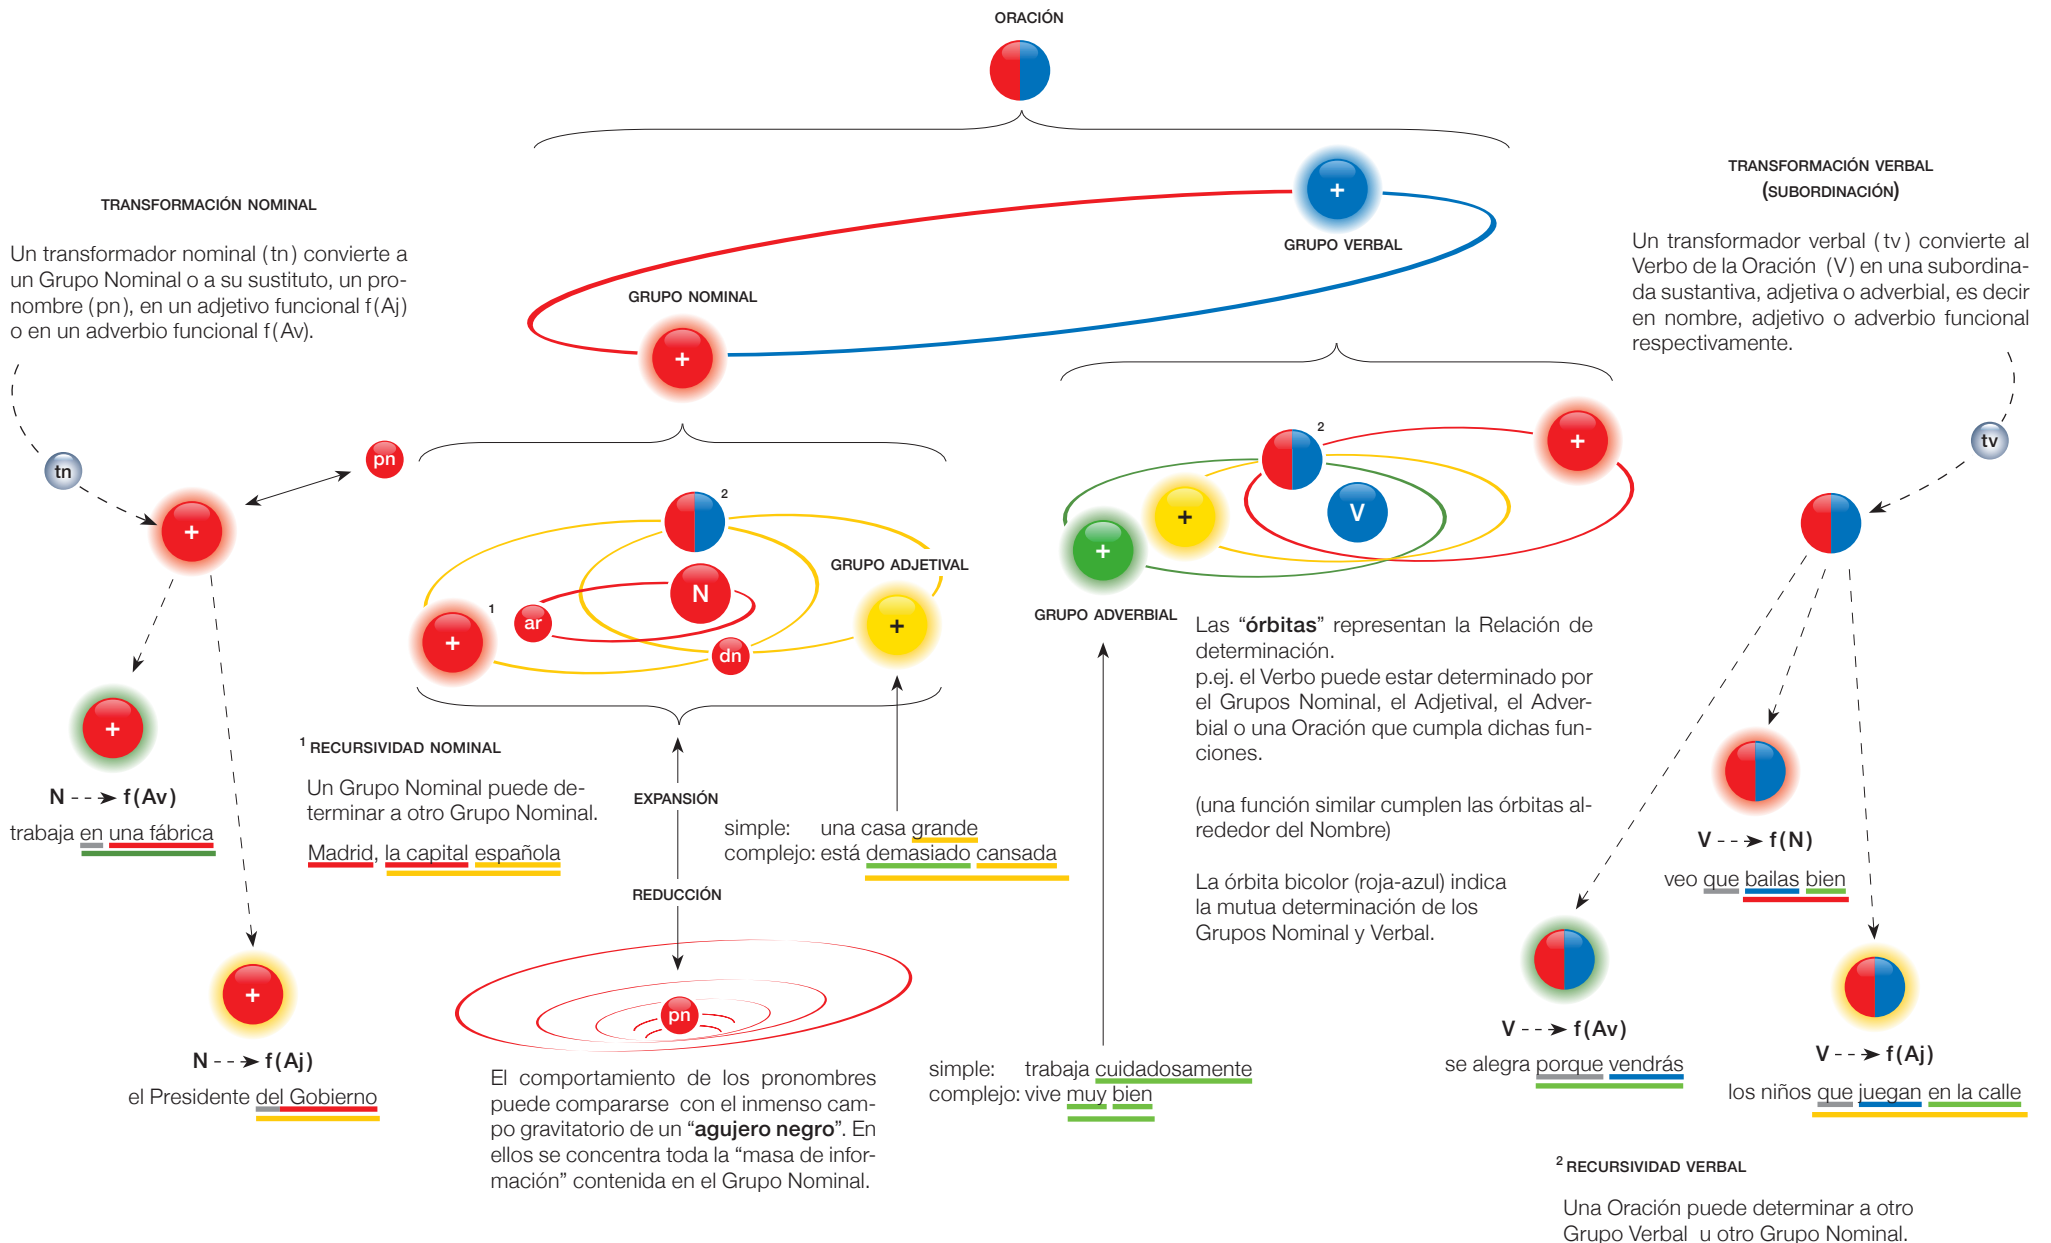 ORACIÓN
+
GRUPO VERBAL
GRUPO NOMINAL
+
TRANSFORMACIÓN NOMINAL
Un transformador nominal (tn) convierte a
un Grupo Nominal o a su sustituto, un pro-
nombre (pn), en un adjetivo funcional f(Aj)
o en un adverbio funcional f(Av).
tn
pn
+
+
N - - → f(Av)
trabaja en una fábrica
+
N - - → f(Aj)
el Presidente del Gobierno
2
N
ar
dn
+ 1
GRUPO ADJETIVAL
+
1 RECURSIVIDAD NOMINAL
Un Grupo Nominal puede de-
terminar a otro Grupo Nominal.
Madrid, la capital española
EXPANSIÓN
REDUCCIÓN
simple: una casa grande
complejo: está demasiado cansada
pn
El comportamiento de los pronombres
puede compararse con el inmenso cam-
po gravitatorio de un “agujero negro”. En
ellos se concentra toda la “masa de infor-
mación” contenida en el Grupo Nominal.
2
+
V
+
+
GRUPO ADVERBIAL
Las “órbitas” representan la Relación de
determinación.
p.ej. el Verbo puede estar determinado por
el Grupos Nominal, el Adjetival, el Adver-
bial o una Oración que cumpla dichas fun-
ciones.
(una función similar cumplen las órbitas al-
rededor del Nombre)
La órbita bicolor (roja-azul) indica
la mutua determinación de los
Grupos Nominal y Verbal.
simple: trabaja cuidadosamente
complejo: vive muy bien
TRANSFORMACIÓN VERBAL
(SUBORDINACIÓN)
Un transformador verbal (tv) convierte al
Verbo de la Oración (V) en una subordina-
da sustantiva, adjetiva o adverbial, es decir
en nombre, adjetivo o adverbio funcional
respectivamente.
tv
V - - → f(N)
veo que bailas bien
V - - → f(Av)
se alegra porque vendrás
V - - → f(Aj)
los niños que juegan en la calle
2 RECURSIVIDAD VERBAL
Una Oración puede determinar a otro
Grupo Verbal u otro Grupo Nominal.